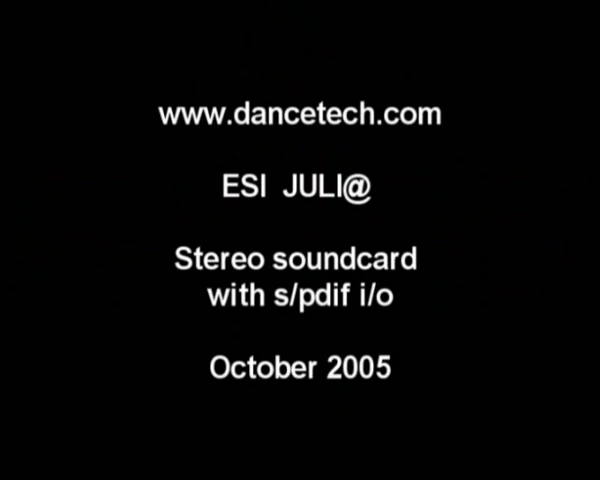 www.dancetech.com
ESI JULI@
Stereo soundcard
with s/pdif i/o
October 2005